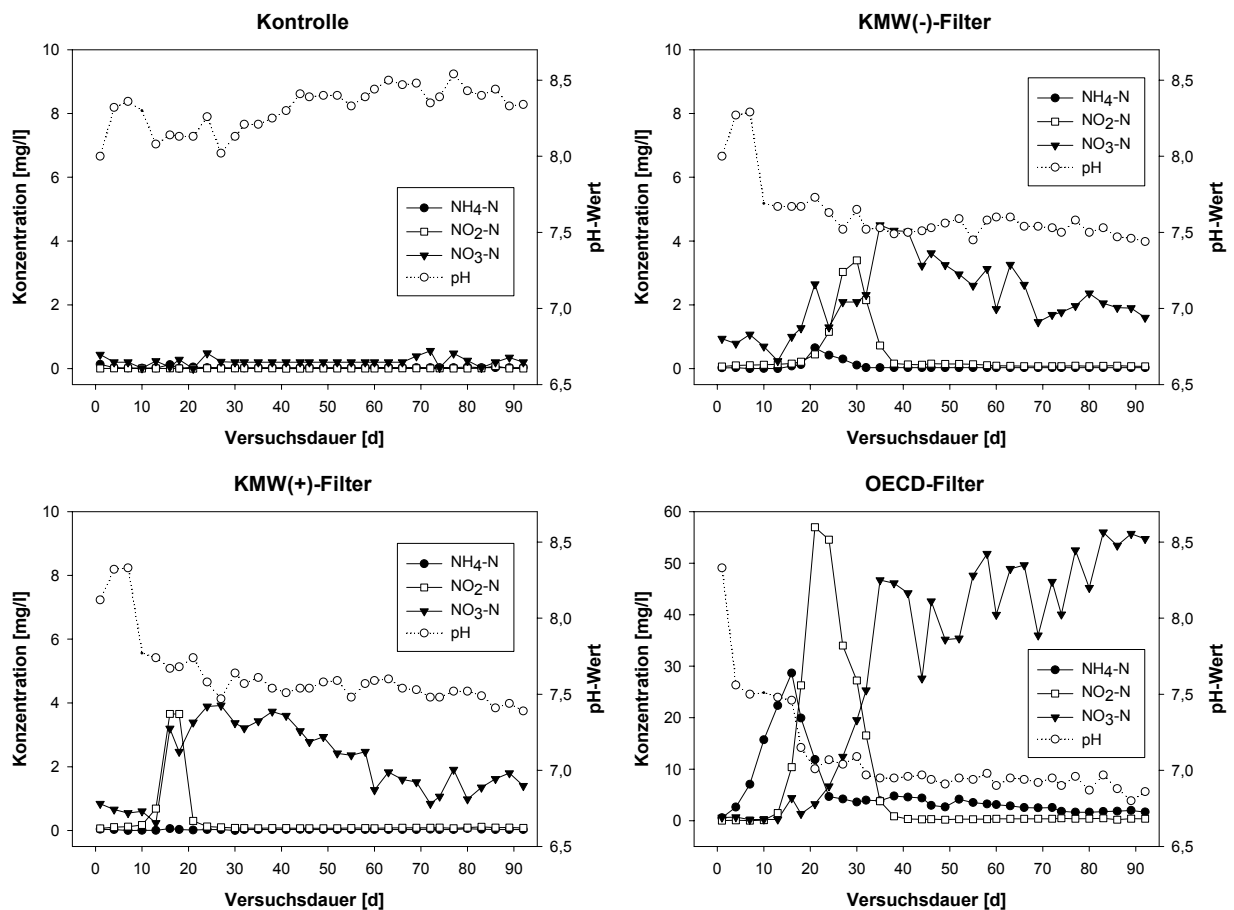 Kontrolle
Konzentration [mg/l]
10
8
6
4
2
0
NH4-N
NO2-N
NO3-N
pH
8,5
8,0
7,5
7,0
6,5
pH-Wert
0 10 20 30 40 50 60 70 80 90
Versuchsdauer [d]
KMW(-)-Filter
Konzentration [mg/l]
10
8
6
4
2
0
NH4-N
NO2-N
NO3-N
pH
8,5
8,0
7,5
7,0
6,5
pH-Wert
0 10 20 30 40 50 60 70 80 90
Versuchsdauer [d]
KMW(+)-Filter
Konzentration [mg/l]
10
8
6
4
2
0
NH4-N
NO2-N
NO3-N
pH
8,5
8,0
7,5
7,0
6,5
pH-Wert
0 10 20 30 40 50 60 70 80 90
Versuchsdauer [d]
OECD-Filter
Konzentration [mg/l]
60
50
40
30
20
10
0
NH4-N
NO2-N
NO3-N
pH
8,5
8,0
7,5
7,0
6,5
pH-Wert
0 10 20 30 40 50 60 70 80 90
Versuchsdauer [d]